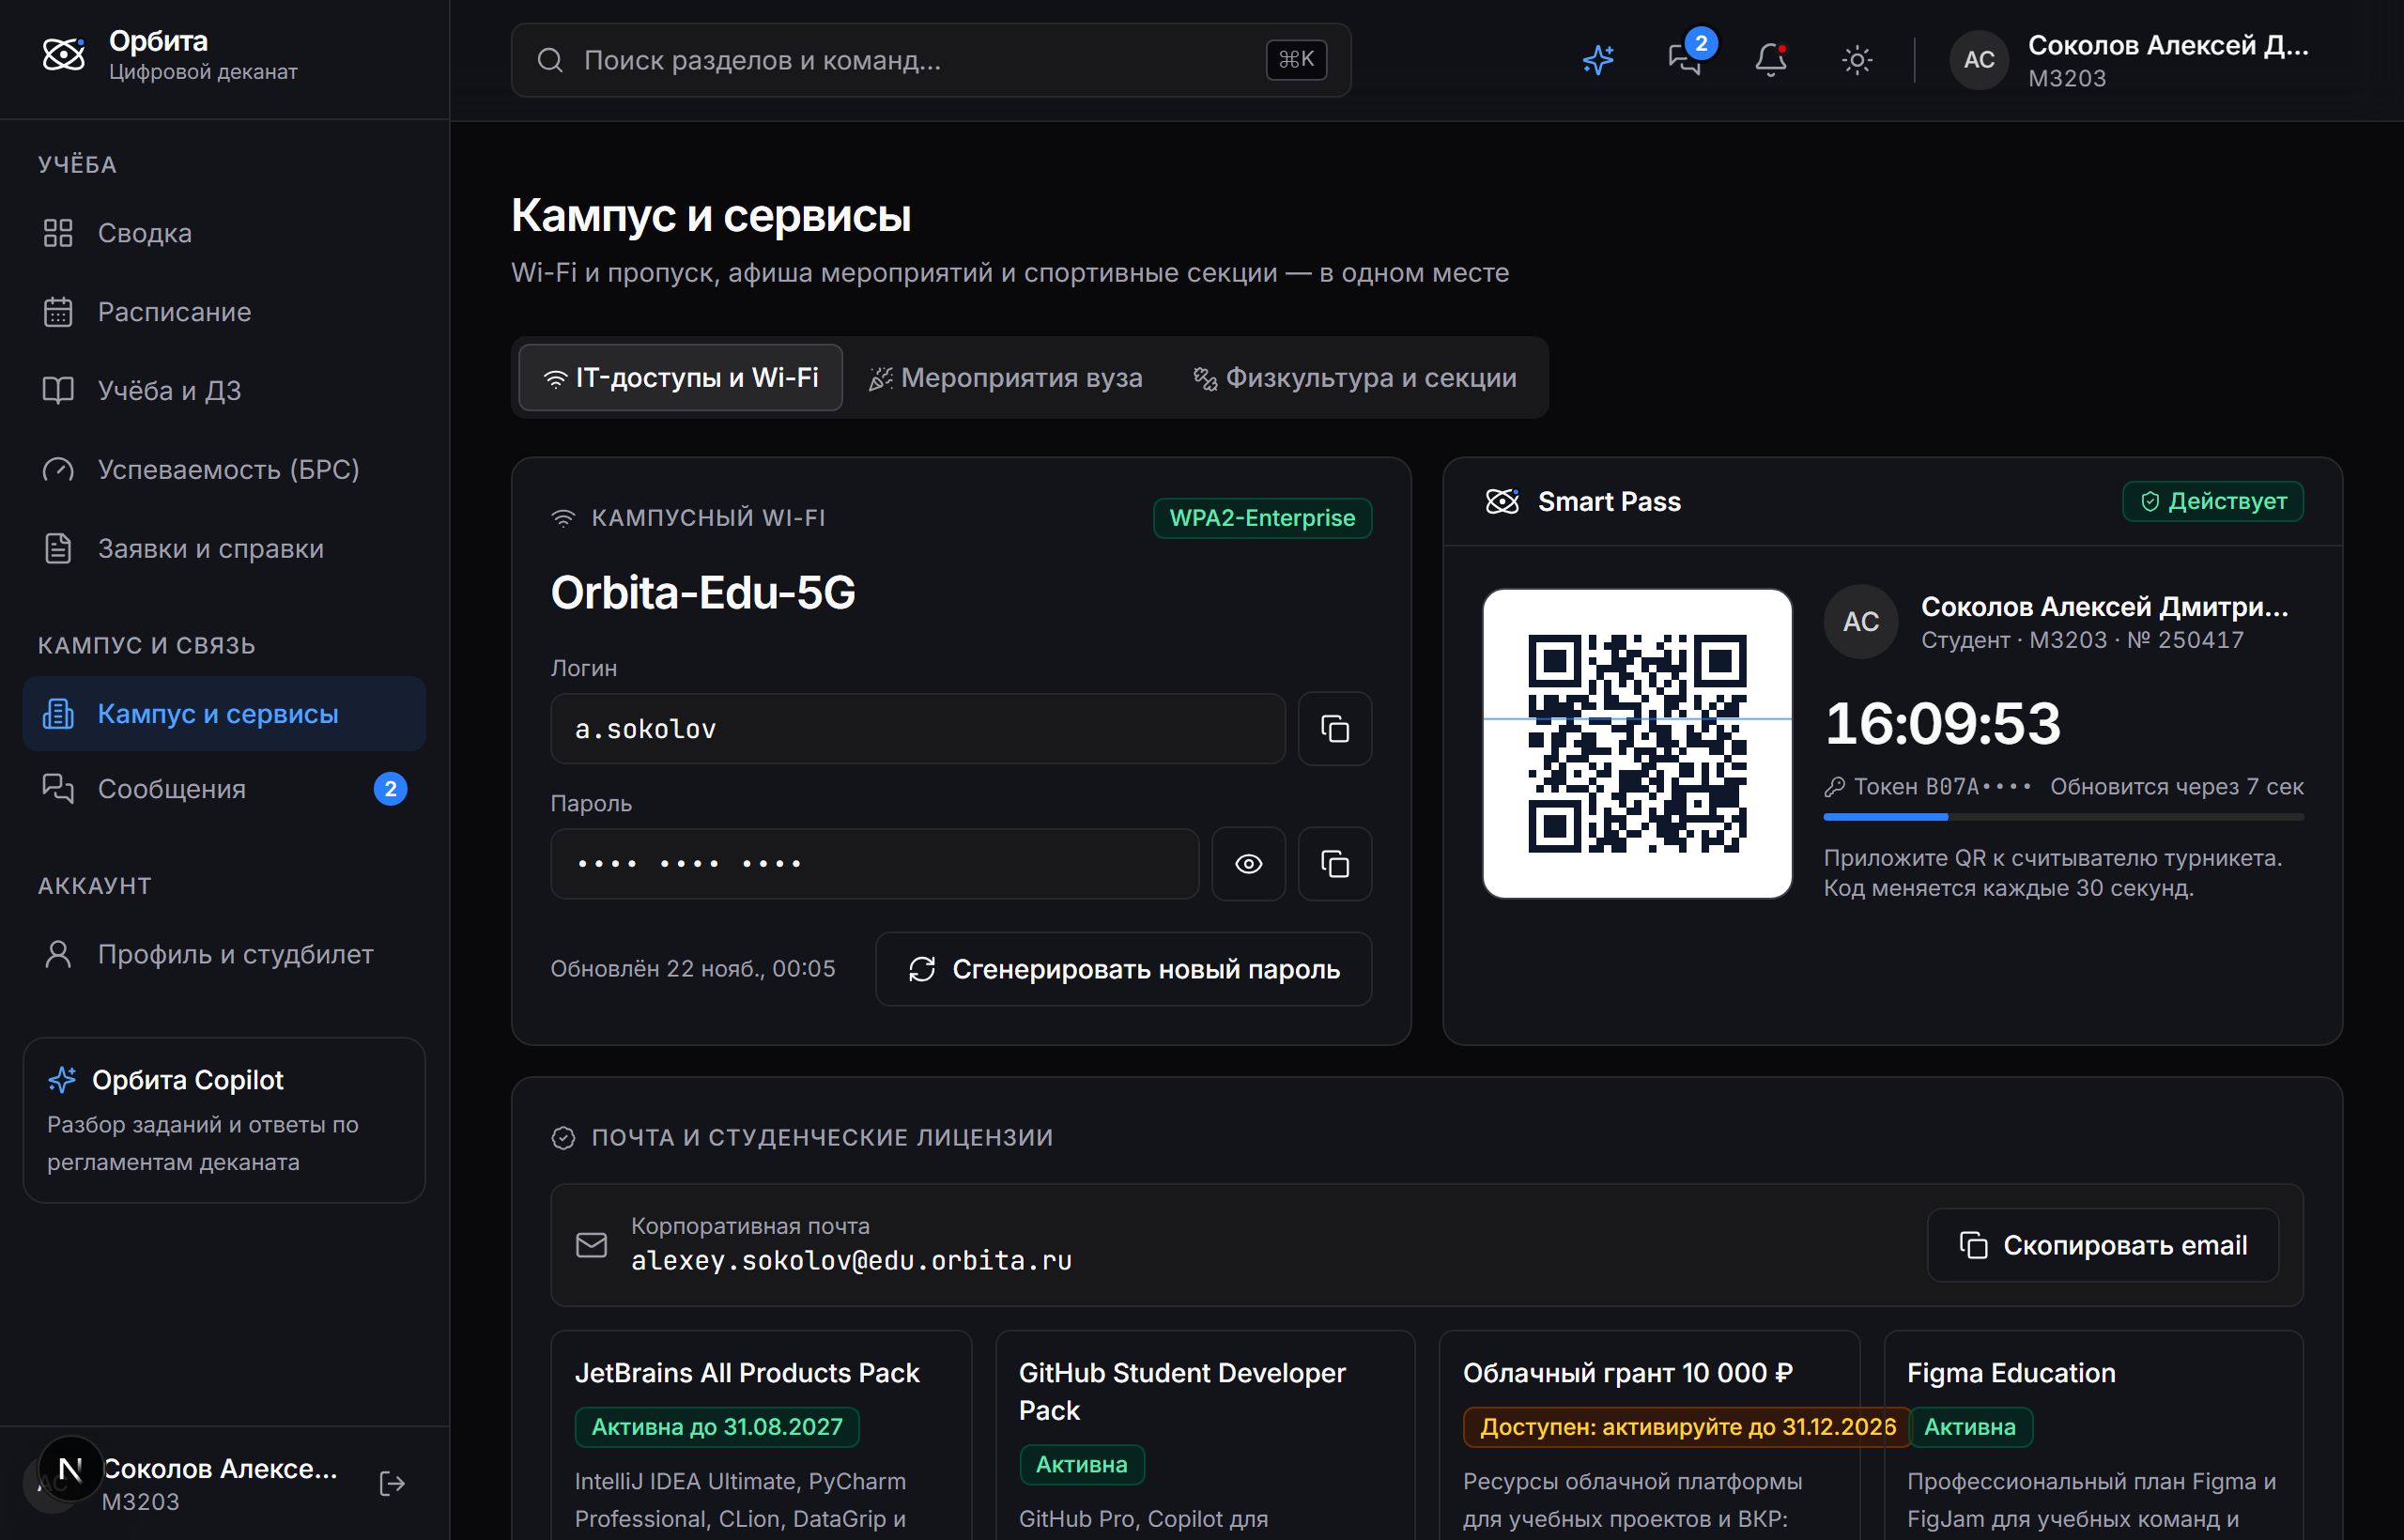 Орбита
Цифровой деканат
Поиск разделов и команд...
⌘K
2
АС
Соколов Алексей Д...
М3203
УЧЁБА
Сводка
Расписание
Учёба и ДЗ
Успеваемость (БРС)
Заявки и справки
КАМПУС И СВЯЗЬ
Кампус и сервисы
Сообщения
2
АККАУНТ
Профиль и студбилет
Орбита Copilot
Разбор заданий и ответы по
регламентам деканата
N
Соколов Алексе...
М3203
Кампус и сервисы
Wi-Fi и пропуск, афиша мероприятий и спортивные секции — в одном месте
IT-доступы и Wi-Fi
Мероприятия вуза
Физкультура и секции
КАМПУСНЫЙ WI-FI
WPA2-Enterprise
Orbita-Edu-5G
Логин
a.sokolov
Пароль
•••• •••• ••••
Обновлён 22 нояб., 00:05
Сгенерировать новый пароль
Smart Pass
Действует
АС
Соколов Алексей Дмитри...
Студент · М3203 · № 250417
16:09:53
Токен B07A•••• Обновится через 7 сек
Приложите QR к считывателю турникета.
Код меняется каждые 30 секунд.
ПОЧТА И СТУДЕНЧЕСКИЕ ЛИЦЕНЗИИ
Корпоративная почта
alexey.sokolov@edu.orbita.ru
Скопировать email
JetBrains All Products Pack
Активна до 31.08.2027
IntelliJ IDEA Ultimate, PyCharm
Professional, CLion, DataGrip и
GitHub Student Developer
Pack
Активна
GitHub Pro, Copilot для
Облачный грант 10 000 ₽
Доступен: активируйте до 31.12.2026
Ресурсы облачной платформы
для учебных проектов и ВКР:
Figma Education
Активна
Профессиональный план Figma и
FigJam для учебных команд и